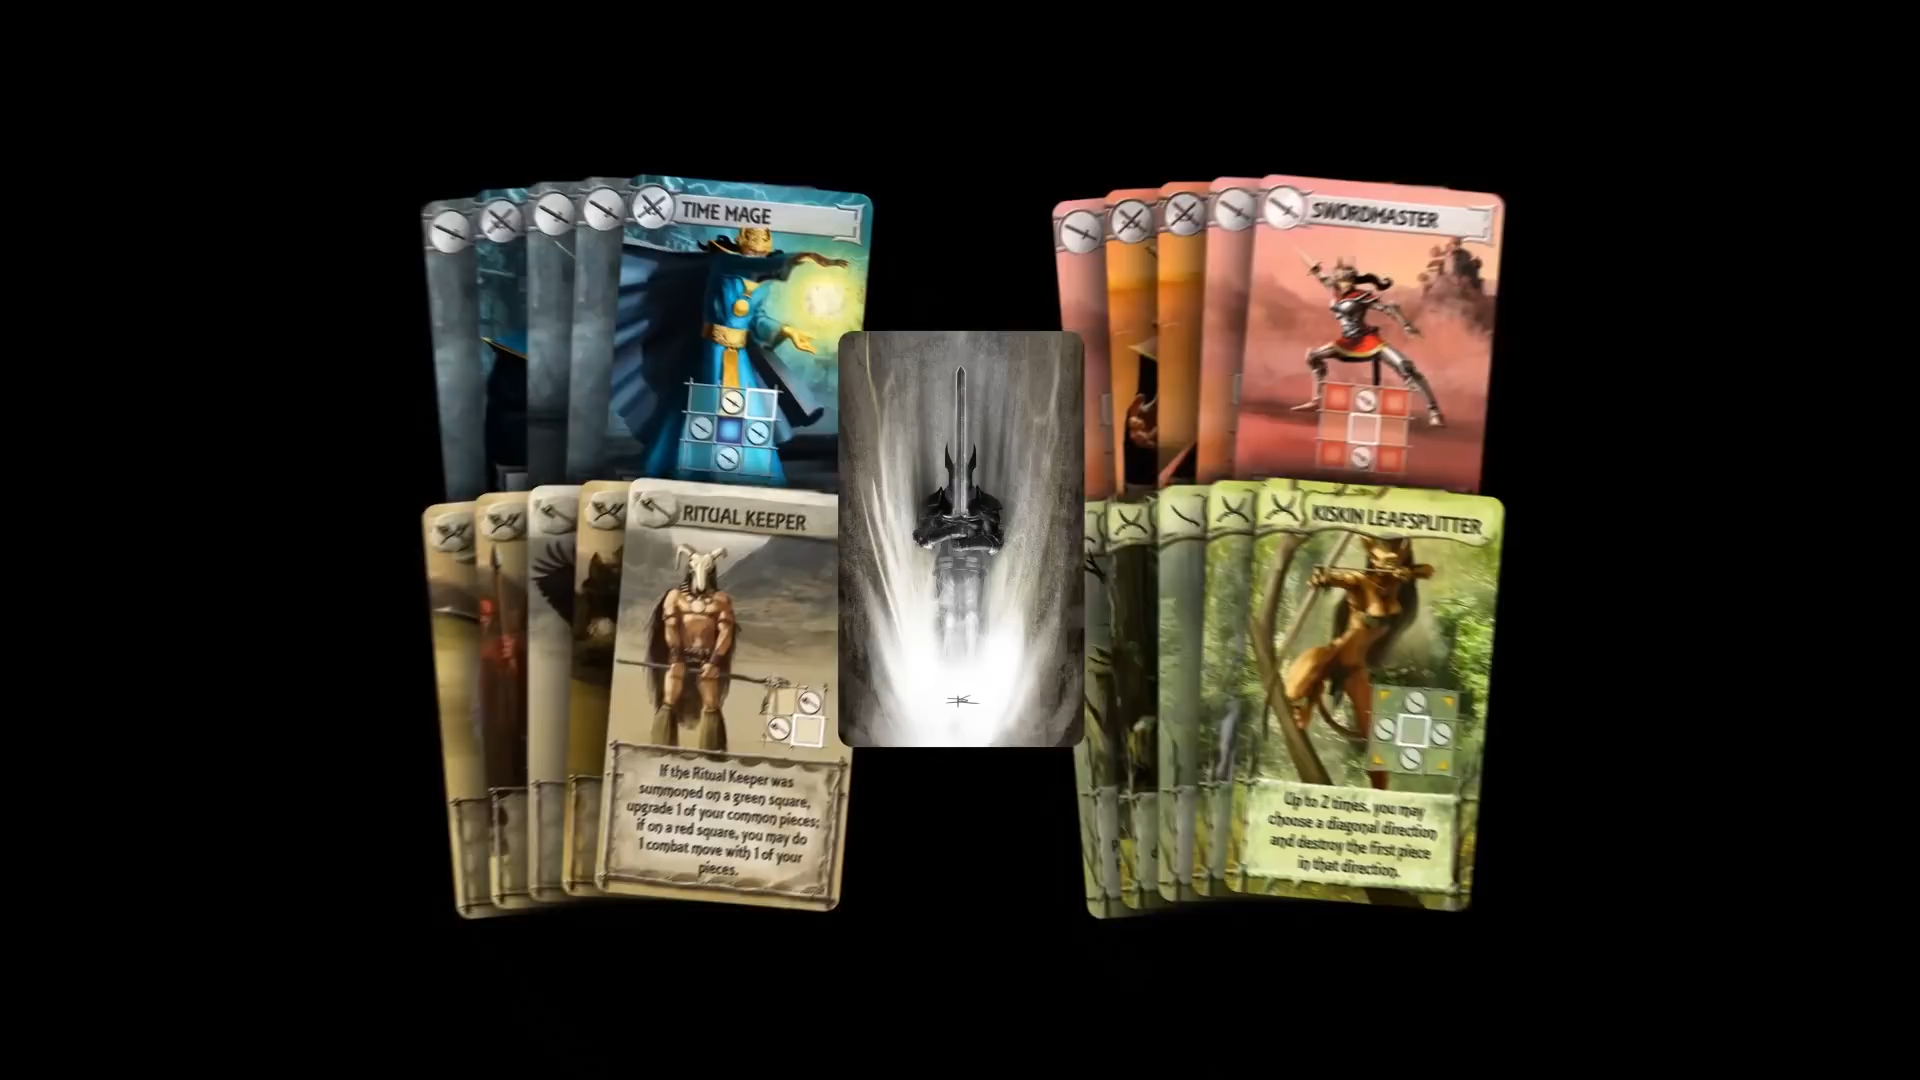 TIME MAGE
SWORDMASTER
RITUAL KEEPER
If the Ritual Keeper was
summoned on a green square,
upgrade 1 of your common pieces;
if on a red square, you may do
1 combat move with 1 of your
pieces.
KISKIN LEAFSPLITTER
Up to 2 times, you may
choose a diagonal direction
and destroy the first piece
in that direction.